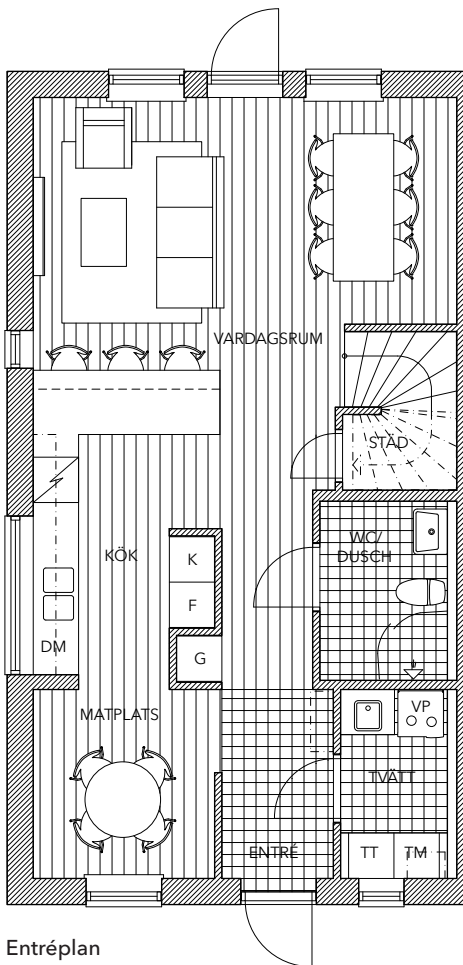 VARDAGSRUM
STÄD
WC/
DUSCH
KÖK
K
F
G
DM
MATPLATS
VP
TVÄTT
ENTRÉ
TT
TM
Entréplan